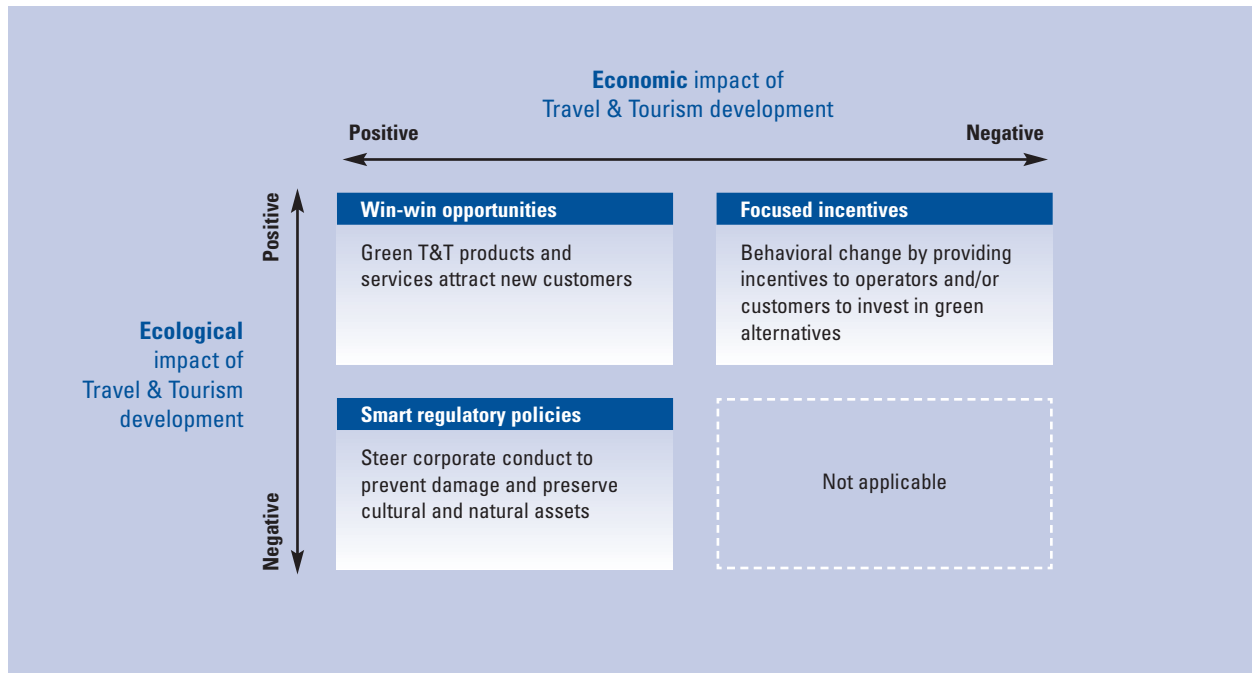 Economic impact of
Travel & Tourism development
Positive
Negative
Positive
Negative
Ecological
impact of
Travel & Tourism
development
Win-win opportunities
Green T&T products and
services attract new customers
Focused incentives
Behavioral change by providing
incentives to operators and/or
customers to invest in green
alternatives
Smart regulatory policies
Steer corporate conduct to
prevent damage and preserve
cultural and natural assets
Not applicable